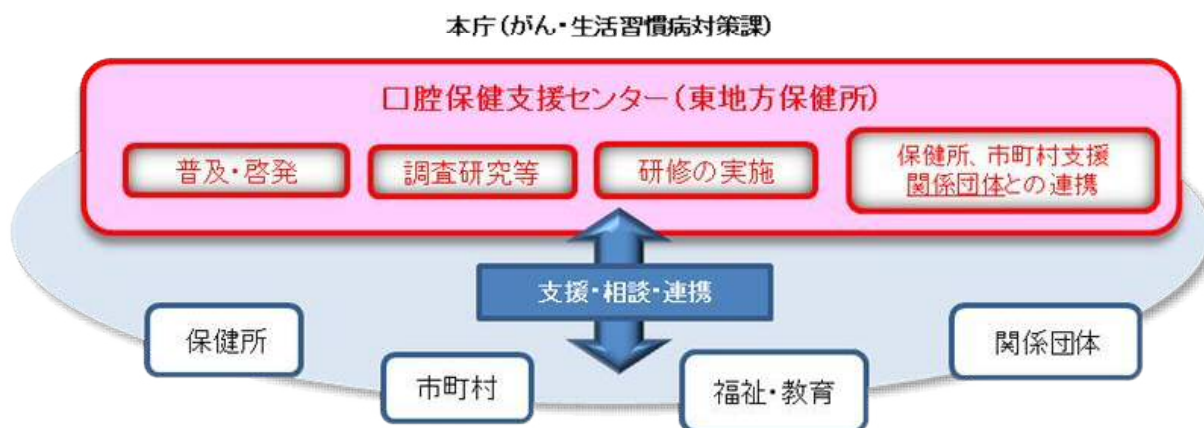 本庁(がん・生活習慣病対策課)
口腔保健支援センター(東地方保健所)
普及・啓発
調査研究等
研修の実施
保健所、市町村支援
関係団体との連携
支援・相談・連携
保健所
市町村
福祉・教育
関係団体